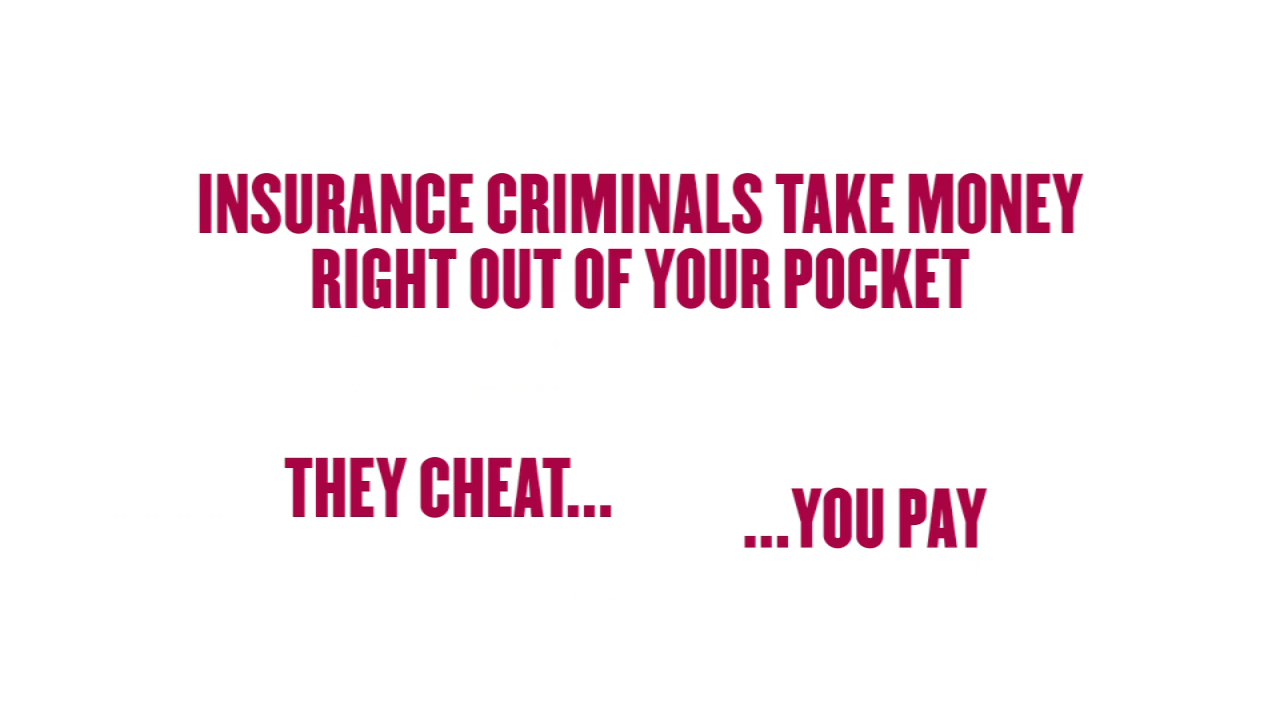 INSURANCE CRIMINALS TAKE MONEY
RIGHT OUT OF YOUR POCKET
THEY CHEAT...
...YOU PAY